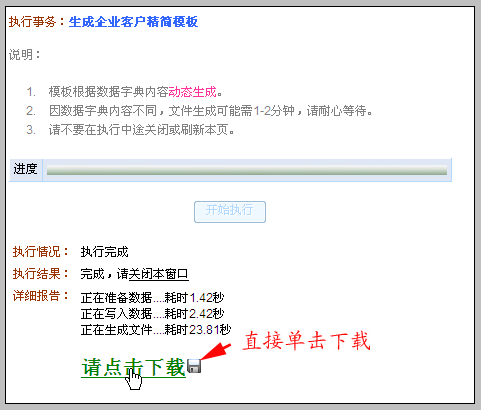 执行事务：生成企业客户精简模板
说明：
1. 模板根据数据字典内容动态生成。
2. 因数据字典内容不同，文件生成可能需1-2分钟，请耐心等待。
3. 请不要在执行中途关闭或刷新本页。
进度
开始执行
执行情况： 执行完成
执行结果： 完成，请关闭本窗口
详细报告： 正在准备数据....耗时1.42秒
正在写入数据....耗时2.42秒
正在生成文件....耗时23.81秒
直接单击下载
请点击下载